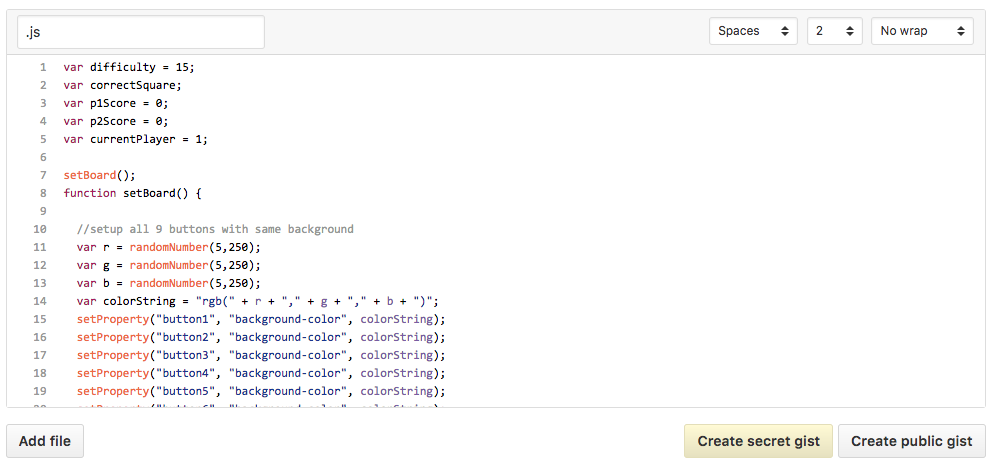 .js
Spaces
2
No wrap
1 var difficulty = 15;
2 var correctSquare;
3 var p1Score = 0;
4 var p2Score = 0;
5 var currentPlayer = 1;
6
7 setBoard();
8 function setBoard() {
9
10   //setup all 9 buttons with same background
11   var r = randomNumber(5,250);
12   var g = randomNumber(5,250);
13   var b = randomNumber(5,250);
14   var colorString = "rgb(" + r + "," + g + "," + b + ")";
15   setProperty("button1", "background-color", colorString);
16   setProperty("button2", "background-color", colorString);
17   setProperty("button3", "background-color", colorString);
18   setProperty("button4", "background-color", colorString);
19   setProperty("button5", "background-color", colorString);
Add file
Create secret gist
Create public gist